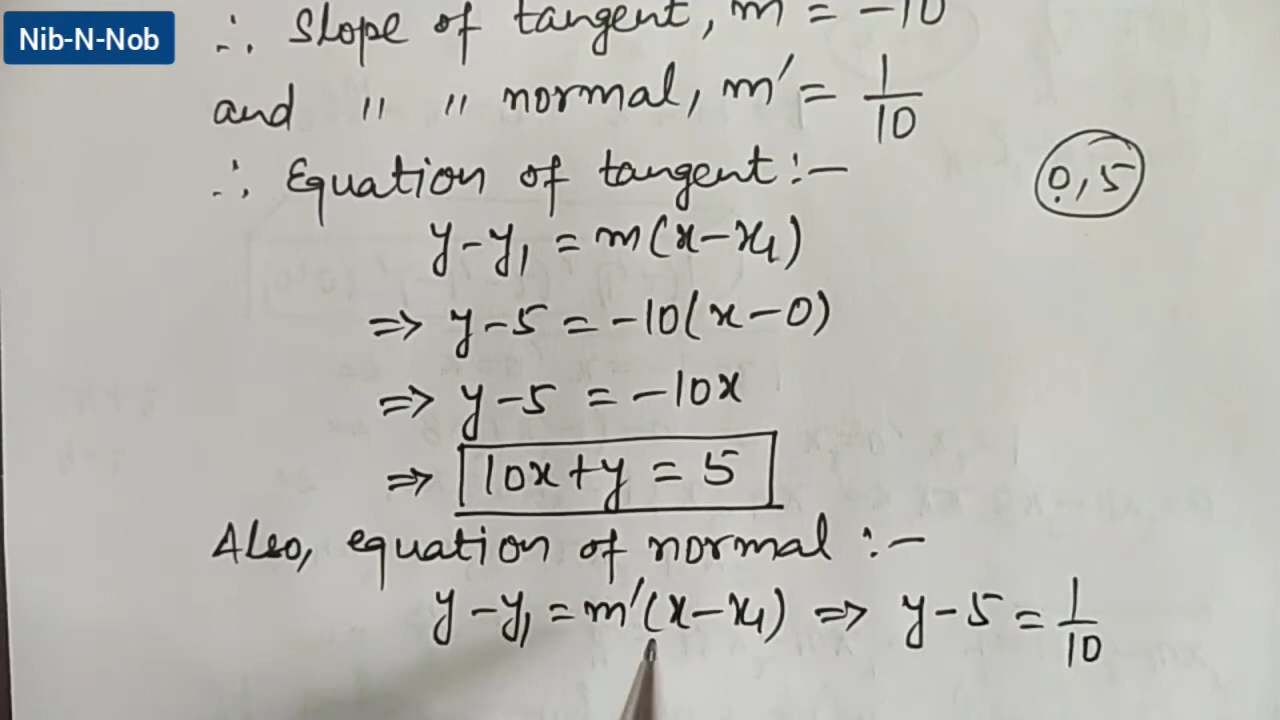 Nib-N-Nob
∴ Slope of tangent, m = -10
and " " normal, m' = 1/10
∴ Equation of tangent :-
0, 5
y - y₁ = m(x - x₁)
⇒ y - 5 = -10(x - 0)
⇒ y - 5 = -10x
⇒ 10x + y = 5
Also, equation of normal :-
y - y₁ = m'(x - x₁) ⇒ y - 5 = 1/10